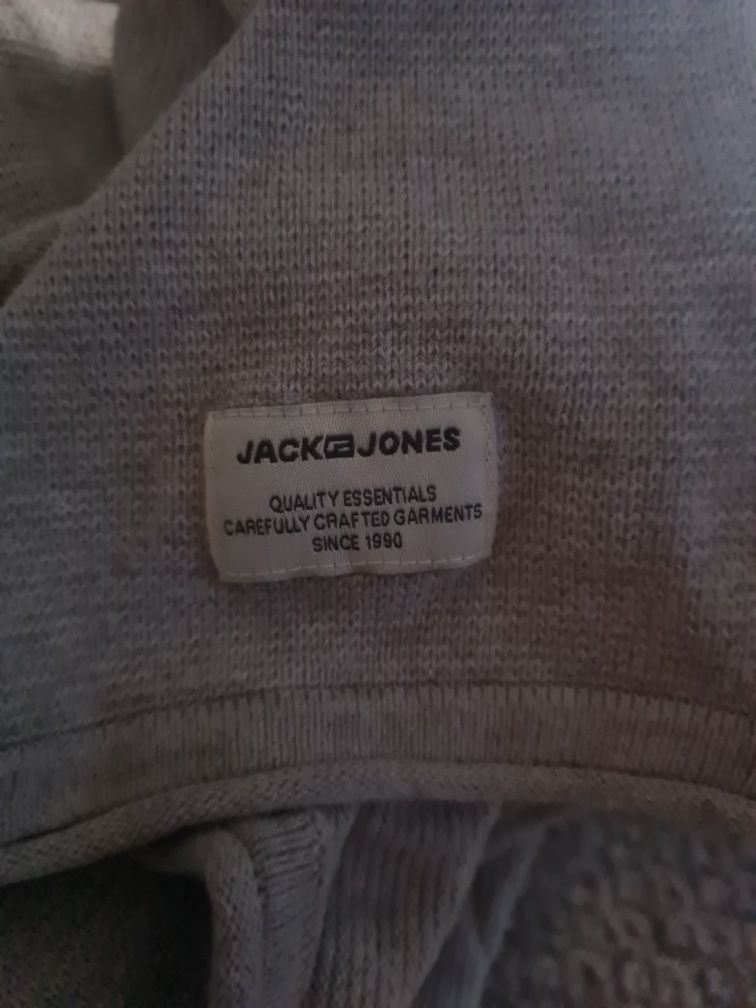 JACK JONES
QUALITY ESSENTIALS
CAREFULLY CRAFTED GARMENTS
SINCE 1990